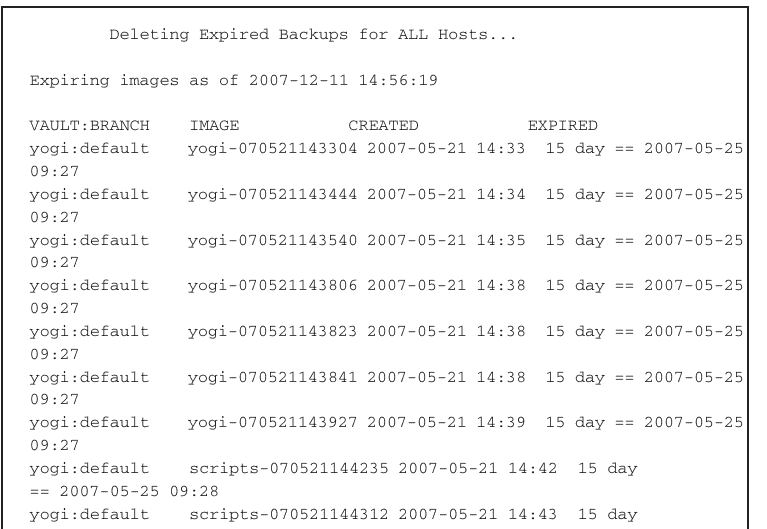 Deleting Expired Backups for ALL Hosts...
Expiring images as of 2007-12-11 14:56:19
VAULT:BRANCH IMAGE CREATED EXPIRED
yogi:default yogi-070521143304 2007-05-21 14:33 15 day == 2007-05-25
09:27
yogi:default yogi-070521143444 2007-05-21 14:34 15 day == 2007-05-25
09:27
yogi:default yogi-070521143540 2007-05-21 14:35 15 day == 2007-05-25
09:27
yogi:default yogi-070521143806 2007-05-21 14:38 15 day == 2007-05-25
09:27
yogi:default yogi-070521143823 2007-05-21 14:38 15 day == 2007-05-25
09:27
yogi:default yogi-070521143841 2007-05-21 14:38 15 day == 2007-05-25
09:27
yogi:default yogi-070521143927 2007-05-21 14:39 15 day == 2007-05-25
09:27
yogi:default scripts-070521144235 2007-05-21 14:42 15 day
== 2007-05-25 09:28
yogi:default scripts-070521144312 2007-05-21 14:43 15 day